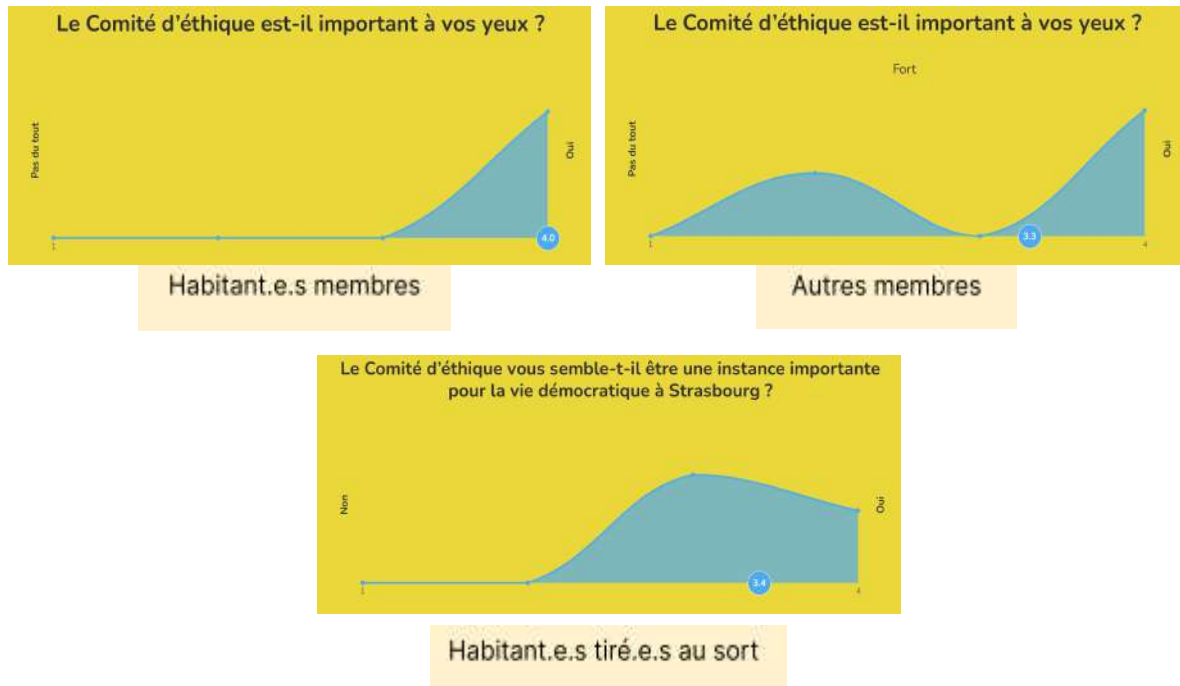 Le Comité d'éthique est-il important à vos yeux ?
Pas du tout
Oui
1
4.0
Habitant.e.s membres
Le Comité d'éthique est-il important à vos yeux ?
Fort
Pas du tout
Oui
1
3.3
4
Autres membres
Le Comité d'éthique vous semble-t-il être une instance importante
pour la vie démocratique à Strasbourg ?
Non
Oui
1
3.4
4
Habitant.e.s tiré.e.s au sort